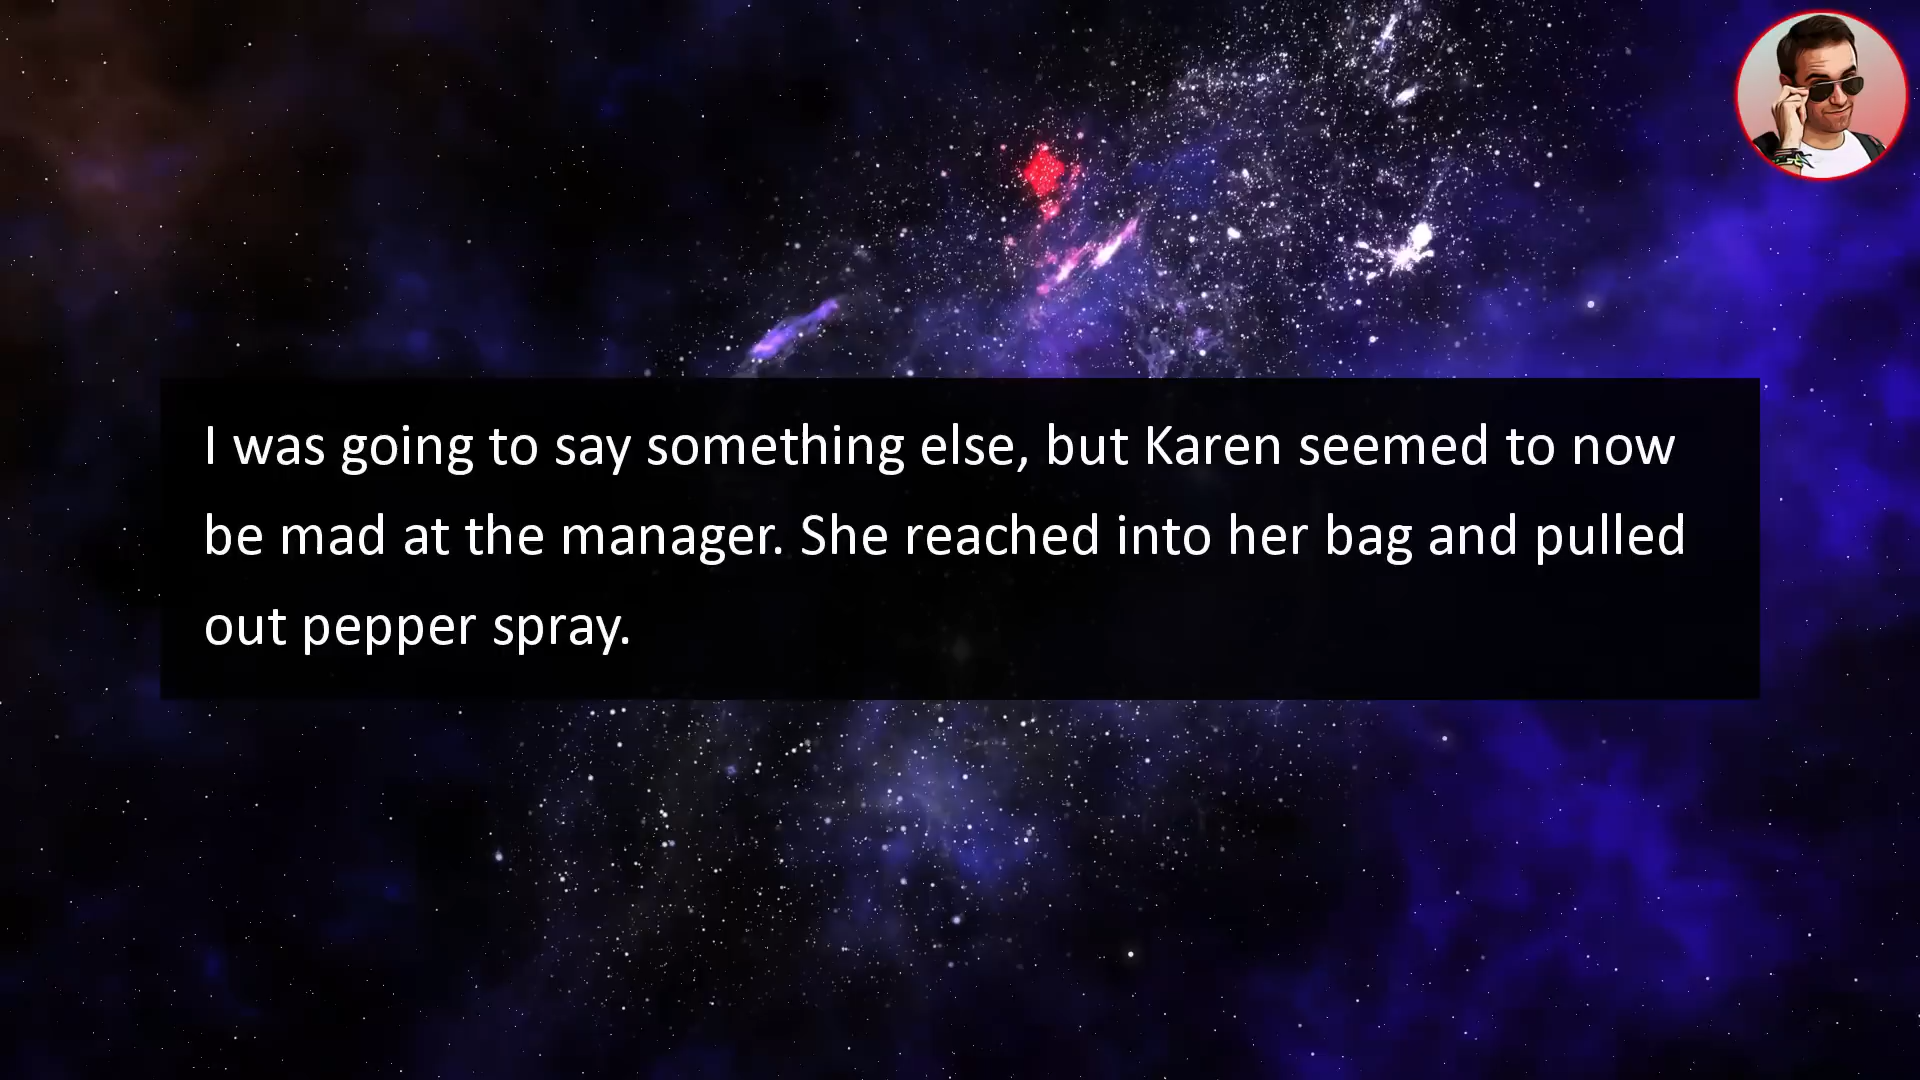 I was going to say something else, but Karen seemed to now
be mad at the manager. She reached into her bag and pulled
out pepper spray.